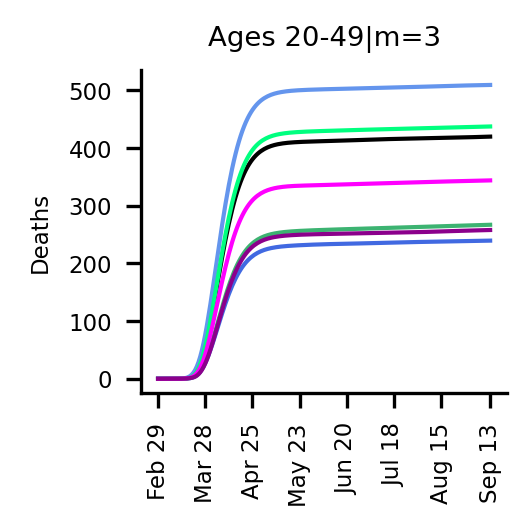 Ages 20-49|m=3
Deaths
500
400
300
200
100
0
Feb 29
Mar 28
Apr 25
May 23
Jun 20
Jul 18
Aug 15
Sep 13